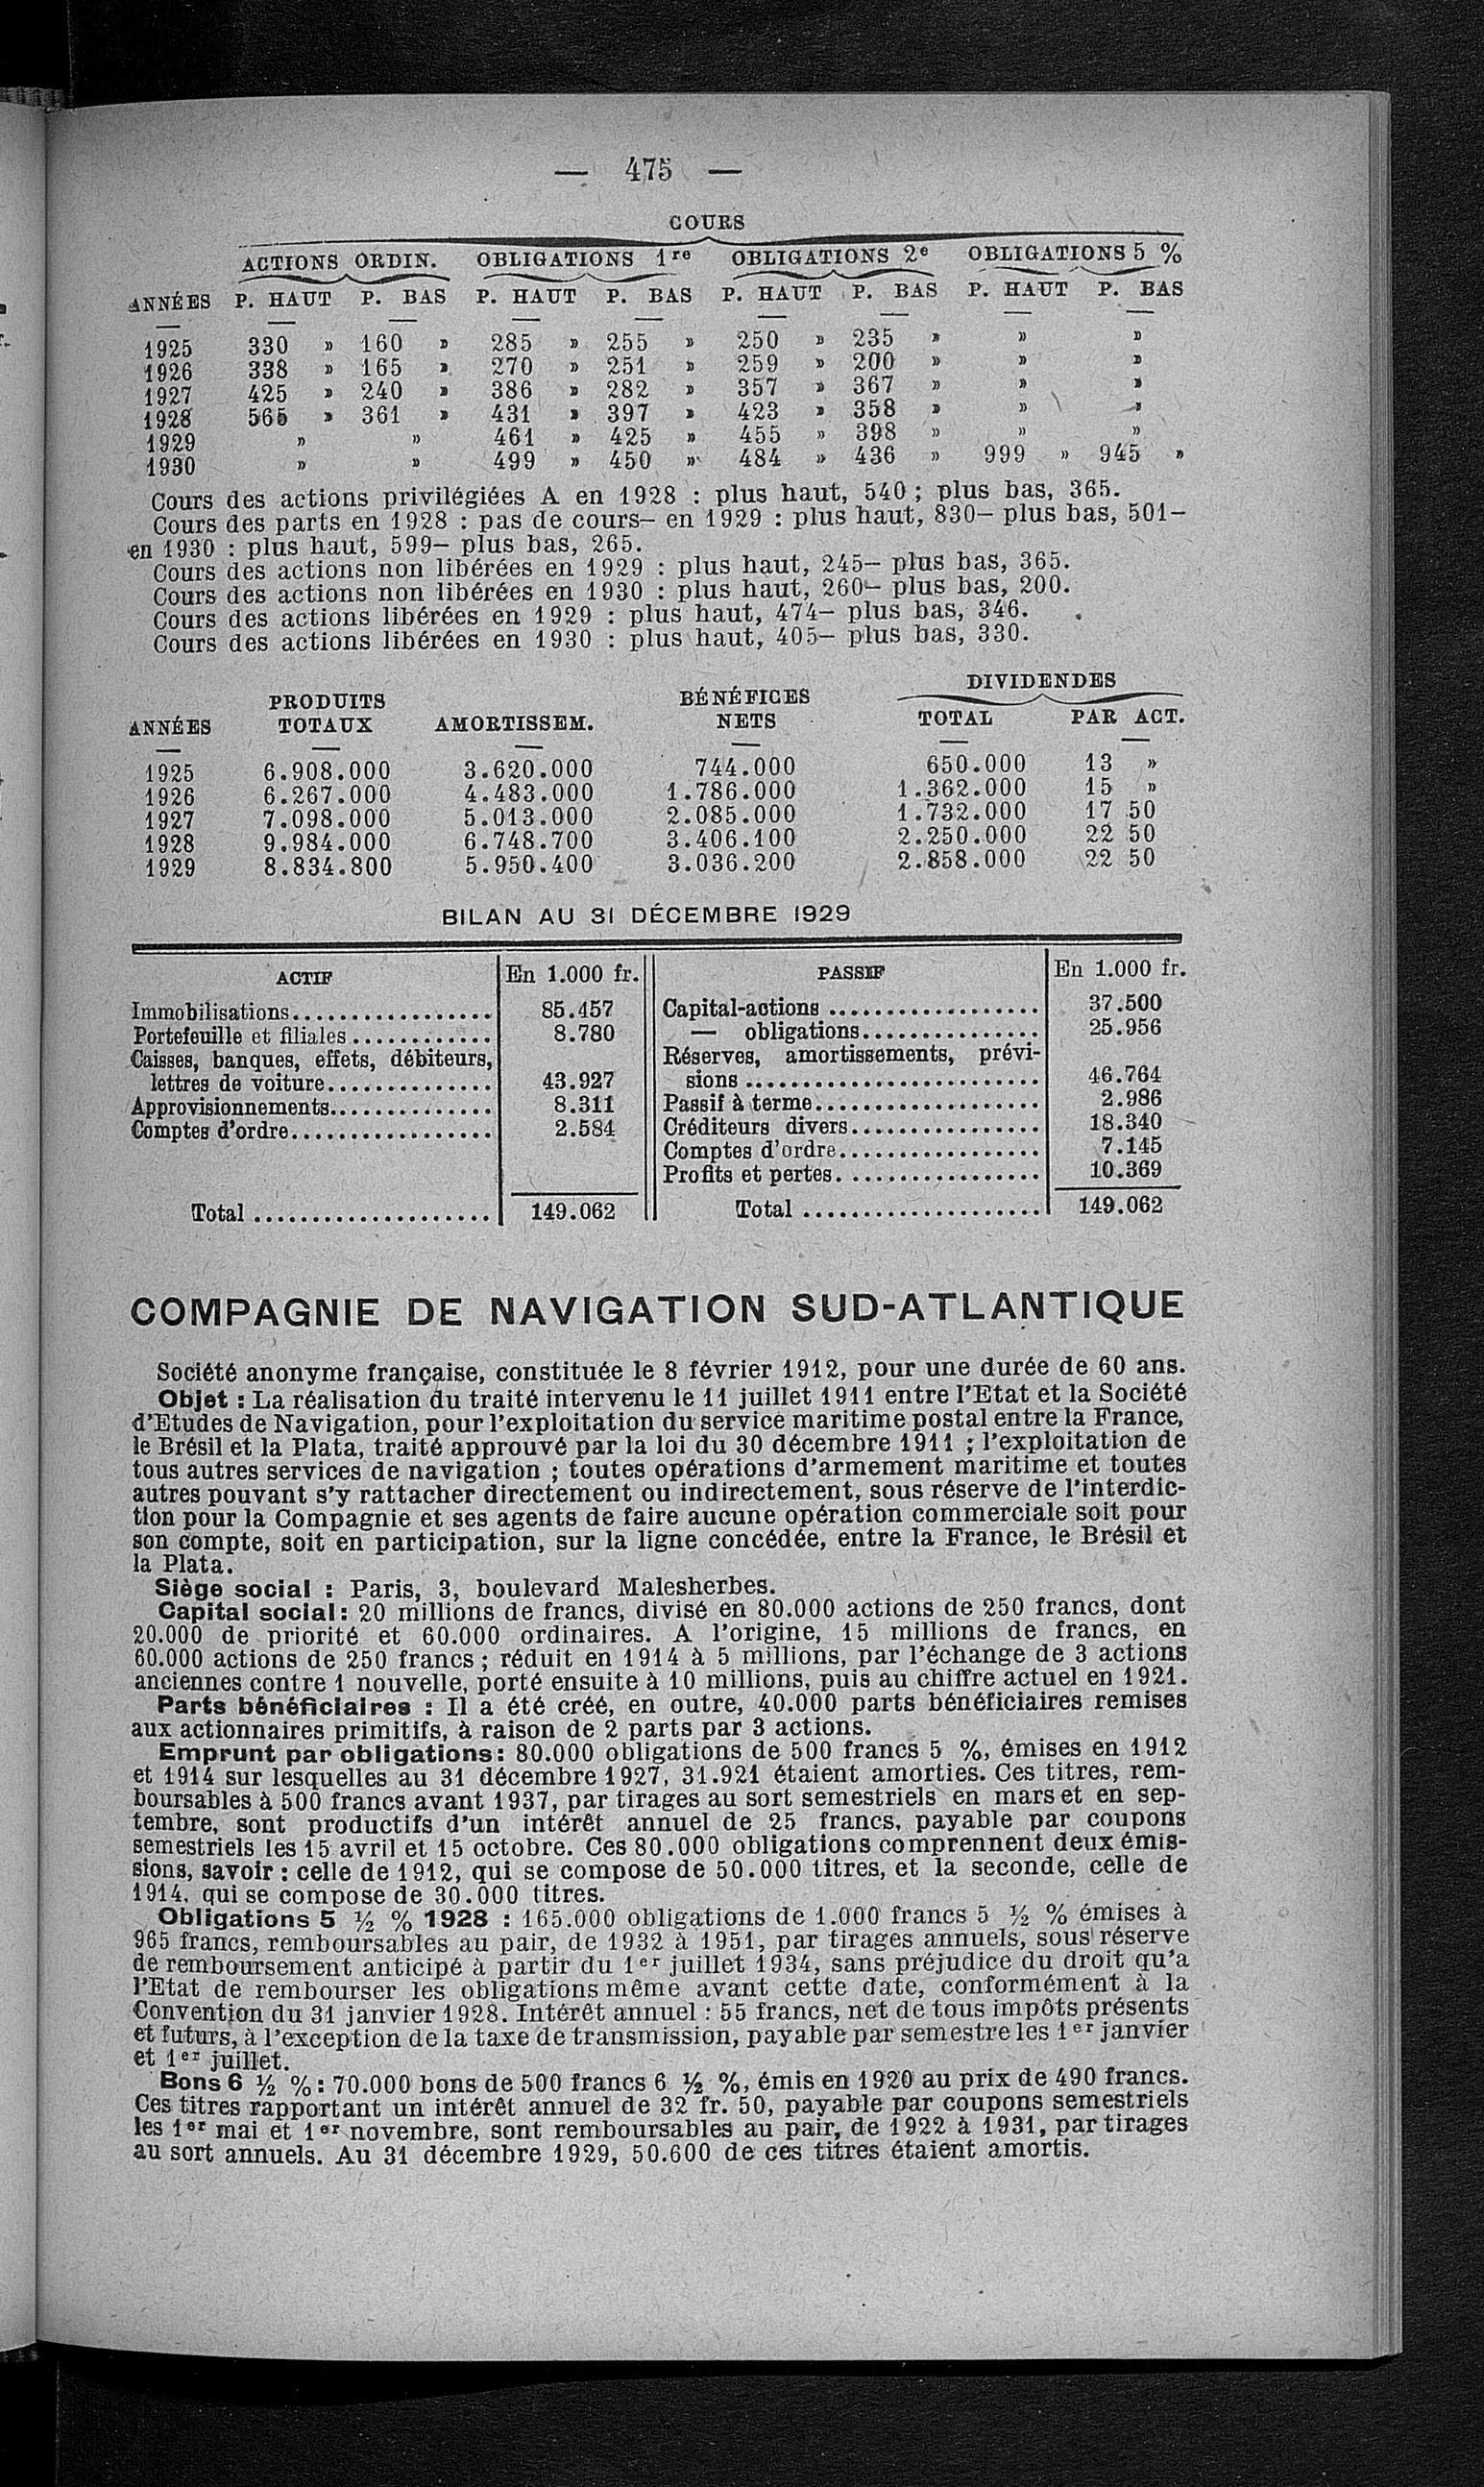 — 475 —
COURS
ACTIONS ORDIN. OBLIGATIONS 1re OBLIGATIONS 2e OBLIGATIONS 5 %
ANNÉES P. HAUT P. BAS P. HAUT P. BAS P. HAUT P. BAS P. HAUT P. BAS
1925 330 » 160 » 285 » 255 » 250 » 235 » » »
1926 338 » 165 » 270 » 251 » 259 » 200 » » »
1927 425 » 240 » 386 » 282 » 357 » 367 » » »
1928 565 » 361 » 431 » 397 » 423 » 358 » » »
1929 » » 461 » 425 » 455 » 398 » » »
1930 » » 499 » 450 » 484 » 436 » 999 » 945 »
Cours des actions privilégiées A en 1928 : plus haut, 540 ; plus bas, 365.
Cours des parts en 1928 : pas de cours— en 1929 : plus haut, 830— plus bas, 501—
en 1930 : plus haut, 599— plus bas, 265.
Cours des actions non libérées en 1929 : plus haut, 245— plus bas, 365.
Cours des actions non libérées en 1930 : plus haut, 260— plus bas, 200.
Cours des actions libérées en 1929 : plus haut, 474— plus bas, 346.
Cours des actions libérées en 1930 : plus haut, 405— plus bas, 330.
PRODUITS BÉNÉFICES DIVIDENDES
ANNÉES TOTAUX AMORTISSEM. NETS TOTAL PAR ACT.
1925 6.908.000 3.620.000 744.000 650.000 13 »
1926 6.267.000 4.483.000 1.786.000 1.362.000 15 »
1927 7.098.000 5.013.000 2.085.000 1.732.000 17 50
1928 9.984.000 6.748.700 3.406.100 2.250.000 22 50
1929 8.834.800 5.950.400 3.036.200 2.858.000 22 50
BILAN AU 31 DÉCEMBRE 1929
ACTIF En 1.000 fr. PASSIF En 1.000 fr.
Immobilisations................. 85.457 Capital-actions .................. 37.500
Portefeuille et filiales............ 8.780 — obligations............... 25.956
Caisses, banques, effets, débiteurs, Réserves, amortissements, prévi-
lettres de voiture.............. 43.927 sions ......................... 46.764
Approvisionnements.............. 8.311 Passif à terme................... 2.986
Comptes d'ordre................. 2.584 Créditeurs divers................ 18.340
Comptes d'ordre................. 7.145
Profits et pertes. ................ 10.369
Total .................... 149.062 Total .................... 149.062
COMPAGNIE DE NAVIGATION SUD-ATLANTIQUE
Société anonyme française, constituée le 8 février 1912, pour une durée de 60 ans.
Objet : La réalisation du traité intervenu le 11 juillet 1911 entre l'Etat et la Société
d'Etudes de Navigation, pour l'exploitation du service maritime postal entre la France,
le Brésil et la Plata, traité approuvé par la loi du 30 décembre 1911 ; l'exploitation de
tous autres services de navigation ; toutes opérations d'armement maritime et toutes
autres pouvant s'y rattacher directement ou indirectement, sous réserve de l'interdic-
tion pour la Compagnie et ses agents de faire aucune opération commerciale soit pour
son compte, soit en participation, sur la ligne concédée, entre la France, le Brésil et
la Plata.
Siège social : Paris, 3, boulevard Malesherbes.
Capital social : 20 millions de francs, divisé en 80.000 actions de 250 francs, dont
20.000 de priorité et 60.000 ordinaires. A l'origine, 15 millions de francs, en
60.000 actions de 250 francs ; réduit en 1914 à 5 millions, par l'échange de 3 actions
anciennes contre 1 nouvelle, porté ensuite à 10 millions, puis au chiffre actuel en 1921.
Parts bénéficiaires : Il a été créé, en outre, 40.000 parts bénéficiaires remises
aux actionnaires primitifs, à raison de 2 parts par 3 actions.
Emprunt par obligations : 80.000 obligations de 500 francs 5 %, émises en 1912
et 1914 sur lesquelles au 31 décembre 1927, 31.921 étaient amorties. Ces titres, rem-
boursables à 500 francs avant 1937, par tirages au sort semestriels en mars et en sep-
tembre, sont productifs d'un intérêt annuel de 25 francs, payable par coupons
semestriels les 15 avril et 15 octobre. Ces 80.000 obligations comprennent deux émis-
sions, savoir : celle de 1912, qui se compose de 50.000 titres, et la seconde, celle de
1914, qui se compose de 30.000 titres.
Obligations 5 ½ % 1928 : 165.000 obligations de 1.000 francs 5 ½ % émises à
965 francs, remboursables au pair, de 1932 à 1951, par tirages annuels, sous réserve
de remboursement anticipé à partir du 1er juillet 1934, sans préjudice du droit qu'a
l'Etat de rembourser les obligations même avant cette date, conformément à la
Convention du 31 janvier 1928. Intérêt annuel : 55 francs, net de tous impôts présents
et futurs, à l'exception de la taxe de transmission, payable par semestre les 1er janvier
et 1er juillet.
Bons 6 ½ % : 70.000 bons de 500 francs 6 ½ %, émis en 1920 au prix de 490 francs.
Ces titres rapportant un intérêt annuel de 32 fr. 50, payable par coupons semestriels
les 1er mai et 1er novembre, sont remboursables au pair, de 1922 à 1931, par tirages
au sort annuels. Au 31 décembre 1929, 50.600 de ces titres étaient amortis.